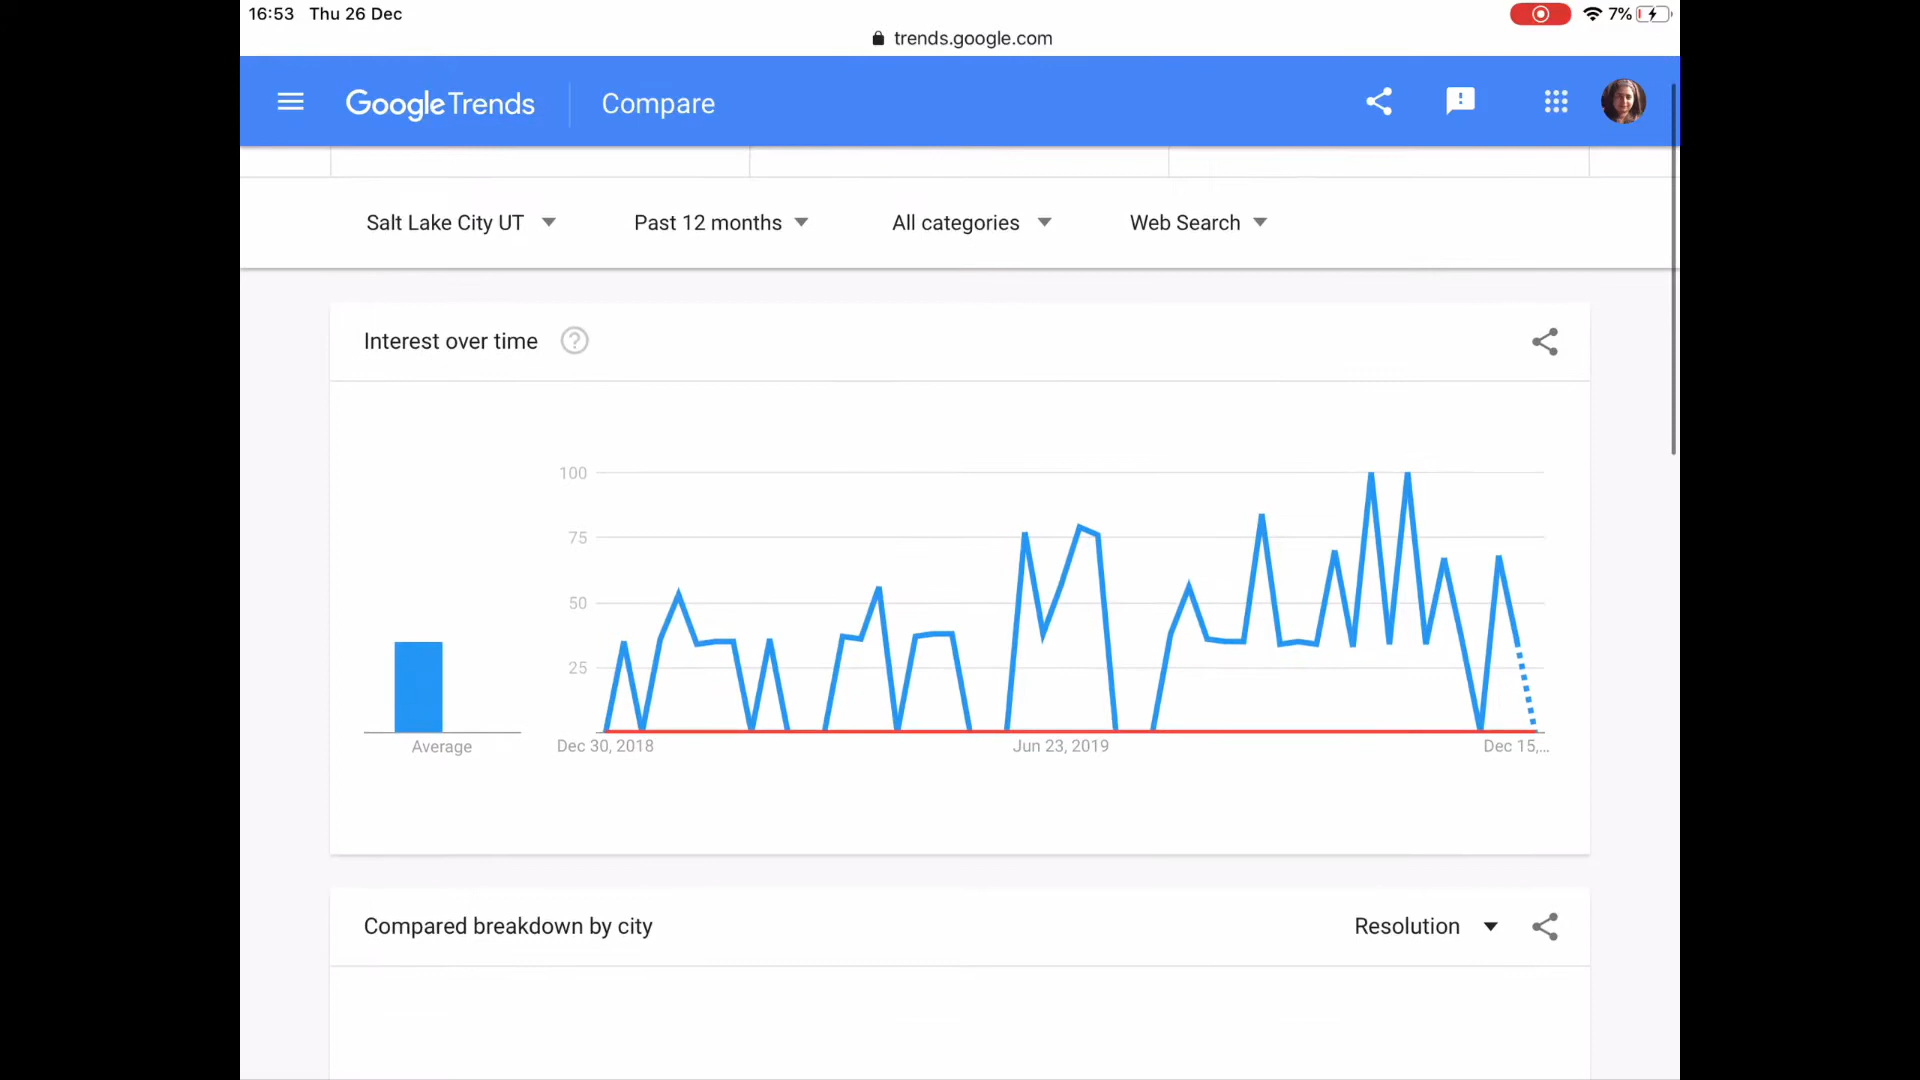 16:53 Thu 26 Dec
7%
trends.google.com
Google Trends Compare
Salt Lake City UT Past 12 months All categories Web Search
Interest over time ?
100
75
50
25
Average
Dec 30, 2018 Jun 23, 2019 Dec 15,...
Compared breakdown by city Resolution